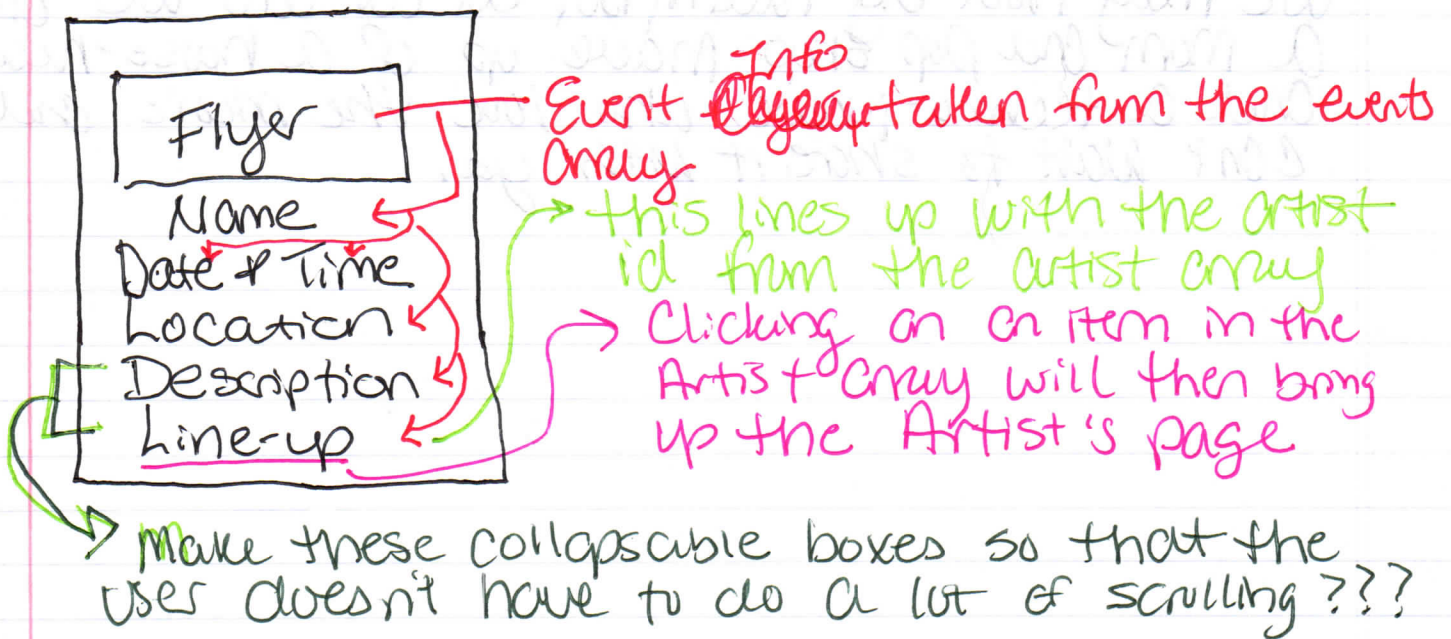 Flyer
Name
Date & Time
Location
Description
Line-up
Info
Event taken from the events
array
this lines up with the artist
id from the artist array
Clicking on an item in the
Artist array will then bring
up the Artist's page
Make these collapsable boxes so that the
user doesn't have to do a lot of scrolling???